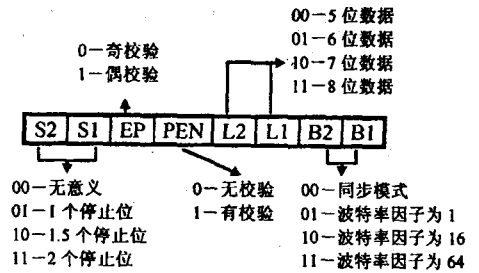 00－5 位数据
01－6 位数据
10－7 位数据
11－8 位数据
0－奇校验
1－偶校验
S2 S1 EP PEN L2 L1 B2 B1
00－无意义
01－1 个停止位
10－1.5 个停止位
11－2 个停止位
0－无校验
1－有校验
00－同步模式
01－波特率因子为 1
10－波特率因子为 16
11－波特率因子为 64